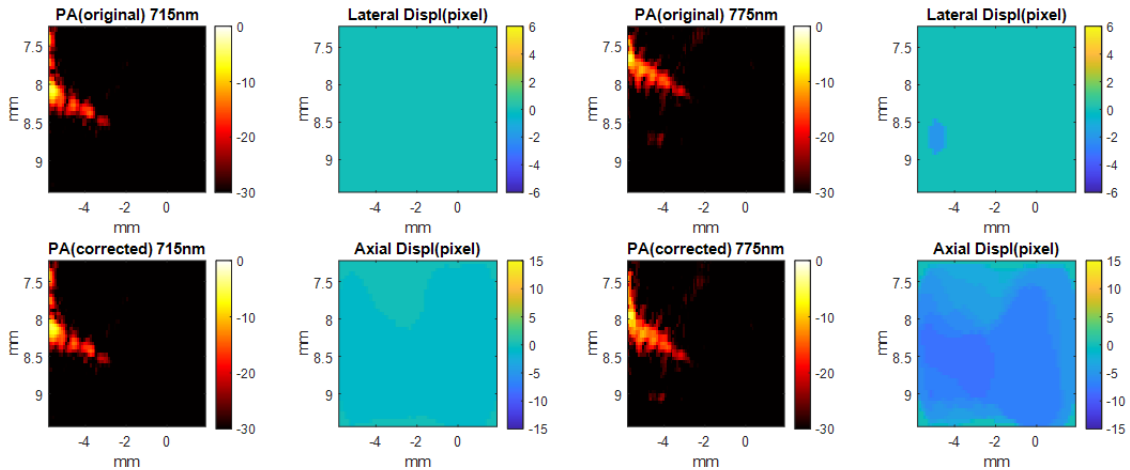 PA(original) 715nm
7.5
8
8.5
9
mm
-4 -2 0
mm
0
-10
-20
-30
Lateral Displ(pixel)
7.5
8
8.5
9
mm
-4 -2 0
mm
6
4
2
0
-2
-4
-6
PA(original) 775nm
7.5
8
8.5
9
mm
-4 -2 0
mm
0
-10
-20
-30
Lateral Displ(pixel)
7.5
8
8.5
9
mm
-4 -2 0
mm
6
4
2
0
-2
-4
-6
PA(corrected) 715nm
7.5
8
8.5
9
mm
-4 -2 0
mm
0
-10
-20
-30
Axial Displ(pixel)
7.5
8
8.5
9
mm
-4 -2 0
mm
15
10
5
0
-5
-10
-15
PA(corrected) 775nm
7.5
8
8.5
9
mm
-4 -2 0
mm
0
-10
-20
-30
Axial Displ(pixel)
7.5
8
8.5
9
mm
-4 -2 0
mm
15
10
5
0
-5
-10
-15